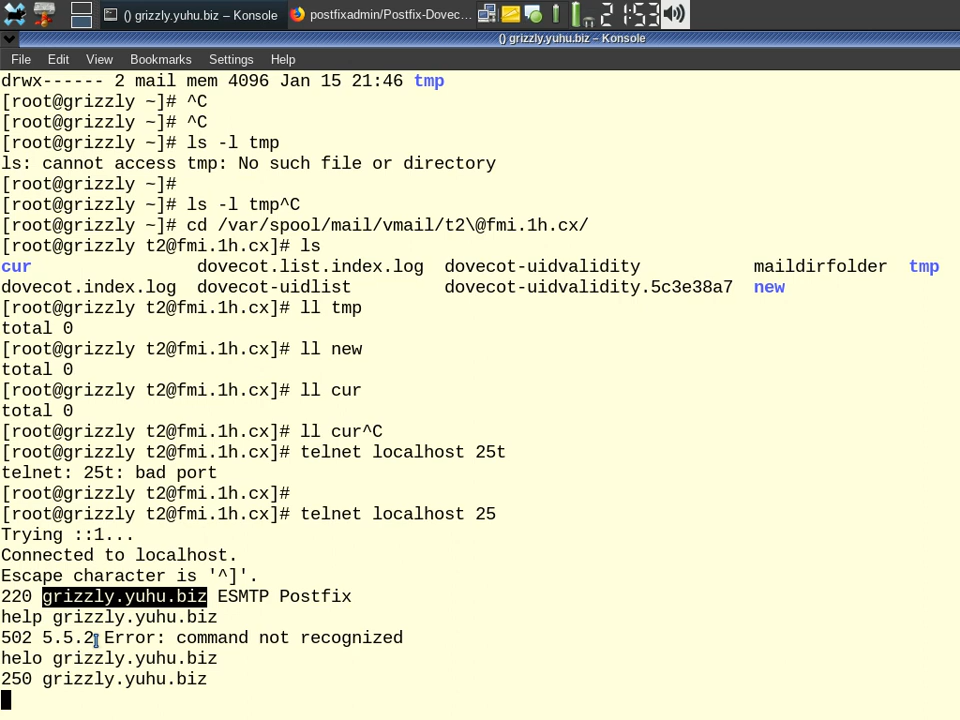 () grizzly.yuhu.biz – Konsole
postfixadmin/Postfix-Dovec...
21:53
() grizzly.yuhu.biz – Konsole
File Edit View Bookmarks Settings Help
drwx------ 2 mail mem 4096 Jan 15 21:46 tmp
[root@grizzly ~]# ^C
[root@grizzly ~]# ^C
[root@grizzly ~]# ls -l tmp
ls: cannot access tmp: No such file or directory
[root@grizzly ~]#
[root@grizzly ~]# ls -l tmp^C
[root@grizzly ~]# cd /var/spool/mail/vmail/t2\@fmi.1h.cx/
[root@grizzly t2@fmi.1h.cx]# ls
cur dovecot.list.index.log dovecot-uidvalidity maildirfolder tmp
dovecot.index.log dovecot-uidlist dovecot-uidvalidity.5c3e38a7 new
[root@grizzly t2@fmi.1h.cx]# ll tmp
total 0
[root@grizzly t2@fmi.1h.cx]# ll new
total 0
[root@grizzly t2@fmi.1h.cx]# ll cur
total 0
[root@grizzly t2@fmi.1h.cx]# ll cur^C
[root@grizzly t2@fmi.1h.cx]# telnet localhost 25t
telnet: 25t: bad port
[root@grizzly t2@fmi.1h.cx]#
[root@grizzly t2@fmi.1h.cx]# telnet localhost 25
Trying ::1...
Connected to localhost.
Escape character is '^]'.
220 grizzly.yuhu.biz ESMTP Postfix
help grizzly.yuhu.biz
502 5.5.2 Error: command not recognized
helo grizzly.yuhu.biz
250 grizzly.yuhu.biz